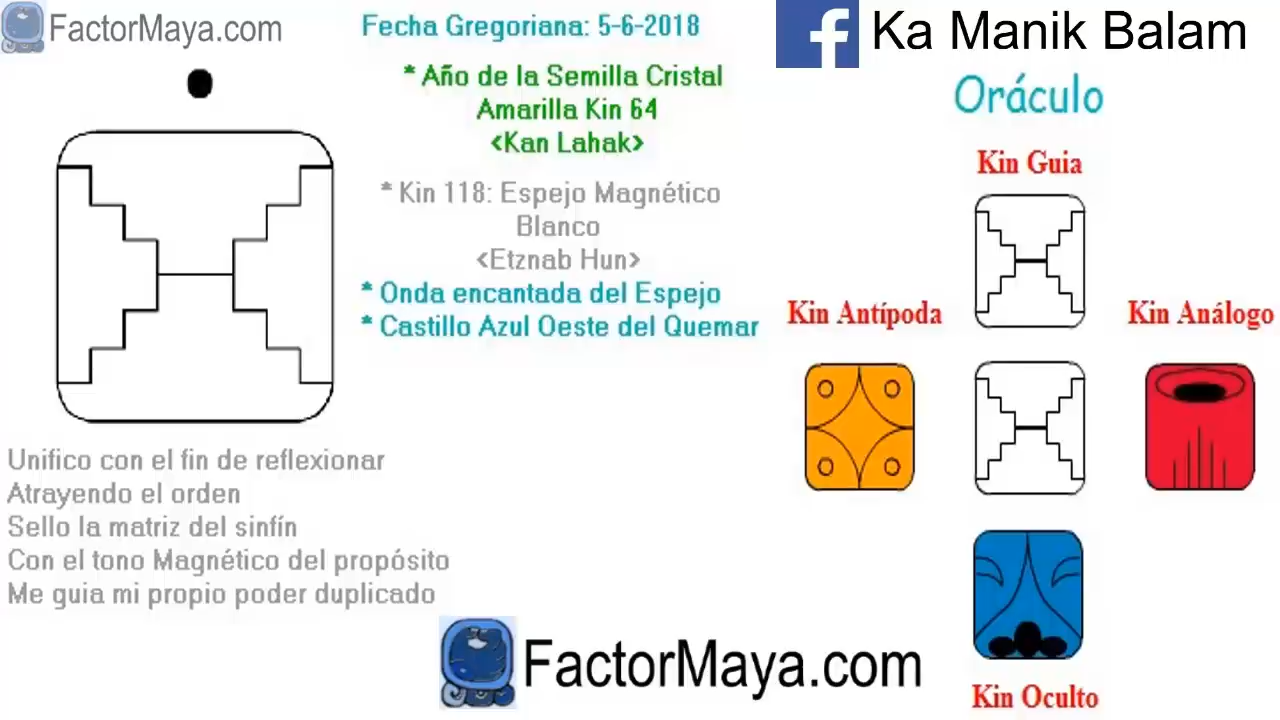 FactorMaya.com
Fecha Gregoriana: 5-6-2018
Ka Manik Balam
* Año de la Semilla Cristal
Amarilla Kin 64
<Kan Lahak>
* Kin 118: Espejo Magnético
Blanco
<Etznab Hun>
* Onda encantada del Espejo
* Castillo Azul Oeste del Quemar
Oráculo
Kin Guia
Kin Antípoda
Kin Análogo
Kin Oculto
Unifico con el fin de reflexionar
Atrayendo el orden
Sello la matriz del sinfín
Con el tono Magnético del propósito
Me guia mi propio poder duplicado
FactorMaya.com